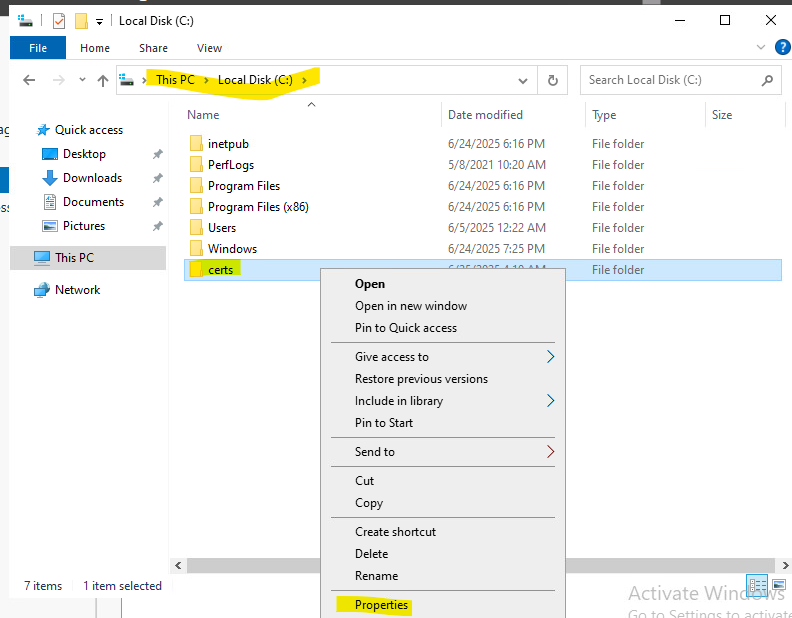 Local Disk (C:)
File Home Share View
This PC Local Disk (C:)
Search Local Disk (C:)
Name Date modified Type Size
Quick access
Desktop
Downloads
Documents
Pictures
This PC
Network
inetpub 6/24/2025 6:16 PM File folder
PerfLogs 5/8/2021 10:20 AM File folder
Program Files 6/24/2025 6:16 PM File folder
Program Files (x86) 6/24/2025 6:16 PM File folder
Users 6/5/2025 12:22 AM File folder
Windows 6/24/2025 7:25 PM File folder
certs File folder
Open
Open in new window
Pin to Quick access
Give access to
Restore previous versions
Include in library
Pin to Start
Send to
Cut
Copy
Create shortcut
Delete
Rename
Properties
7 items 1 item selected
Activate Windows
Go to Settings to activate